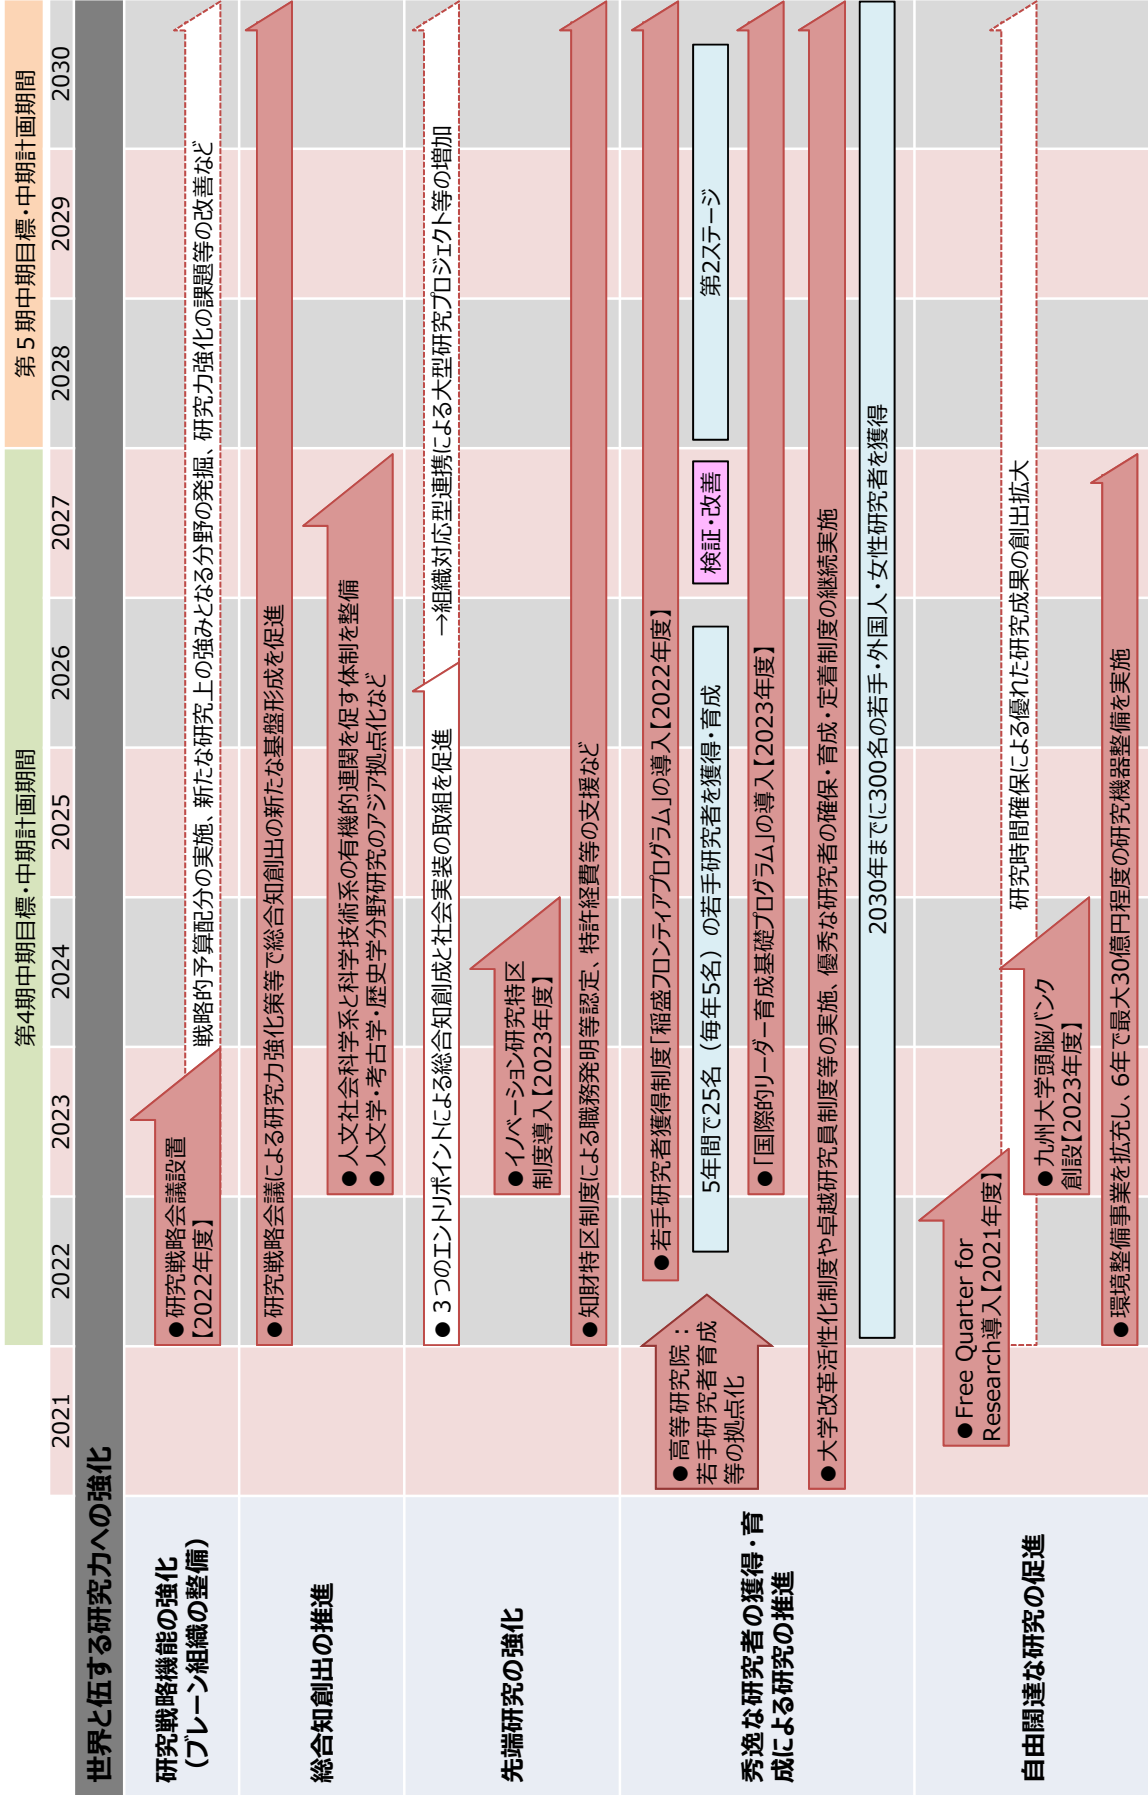 第4期中期目標・中期計画期間
第5期中期目標・中期計画期間
2021
2022
2023
2024
2025
2026
2027
2028
2029
2030
世界と伍する研究力への強化
研究戦略機能の強化
（ブレーン組織の整備）
●研究戦略会議設置
【2022年度】
戦略的予算配分の実施、新たな研究上の強みとなる分野の発掘、研究力強化の課題等の改善など
総合知創出の推進
●研究戦略会議による研究力強化策等で総合知創出の新たな基盤形成を促進
●人文社会科学系と科学技術系の有機的連関を促す体制を整備
●人文学・考古学・歴史学分野研究のアジア拠点化など
先端研究の強化
●３つのエントリポイントによる総合知創成と社会実装の取組を促進
→組織対応型連携による大型研究プロジェクト等の増加
●イノベーション研究特区
制度導入【2023年度】
●知財特区制度による職務発明等認定、特許経費等の支援など
秀逸な研究者の獲得・育
成による研究の推進
●高等研究院：
若手研究者育成
等の拠点化
●若手研究者獲得制度「稲盛フロンティアプログラム」の導入【2022年度】
5年間で25名（毎年5名）の若手研究者を獲得・育成
検証・改善
第2ステージ
●「国際的リーダー育成基礎プログラム」の導入【2023年度】
●大学改革活性化制度や卓越研究員制度等の実施、優秀な研究者の確保・育成・定着制度の継続実施
2030年までに300名の若手・外国人・女性研究者を獲得
自由闊達な研究の促進
●Free Quarter for
Research導入【2021年度】
研究時間確保による優れた研究成果の創出拡大
●九州大学頭脳バンク
創設【2023年度】
●環境整備事業を拡充し、6年で最大30億円程度の研究機器整備を実施